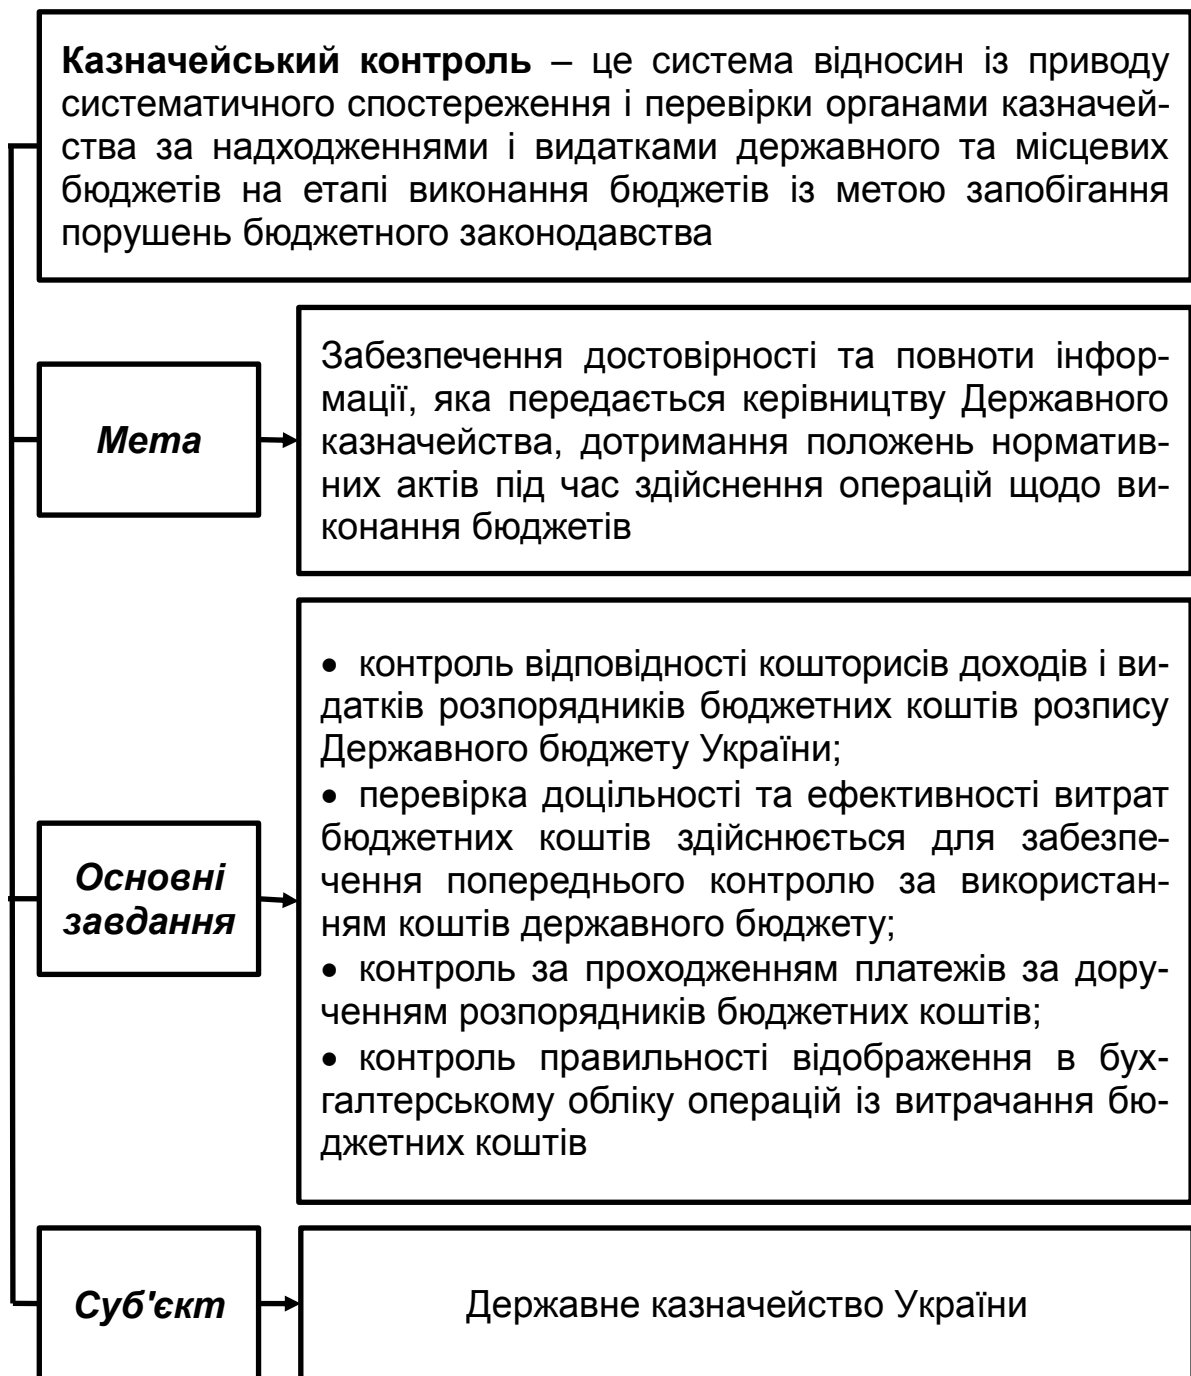 Казначейський контроль – це система відносин із приводу
систематичного спостереження і перевірки органами казначей-
ства за надходженнями і видатками державного та місцевих
бюджетів на етапі виконання бюджетів із метою запобігання
порушень бюджетного законодавства
Мета
Забезпечення достовірності та повноти інфор-
мації, яка передається керівництву Державного
казначейства, дотримання положень норматив-
них актів під час здійснення операцій щодо ви-
конання бюджетів
Основні
завдання
• контроль відповідності кошторисів доходів і ви-
датків розпорядників бюджетних коштів розпису
Державного бюджету України;
• перевірка доцільності та ефективності витрат
бюджетних коштів здійснюється для забезпе-
чення попереднього контролю за використан-
ням коштів державного бюджету;
• контроль за проходженням платежів за дору-
ченням розпорядників бюджетних коштів;
• контроль правильності відображення в бух-
галтерському обліку операцій із витрачання бю-
джетних коштів
Суб'єкт
Державне казначейство України